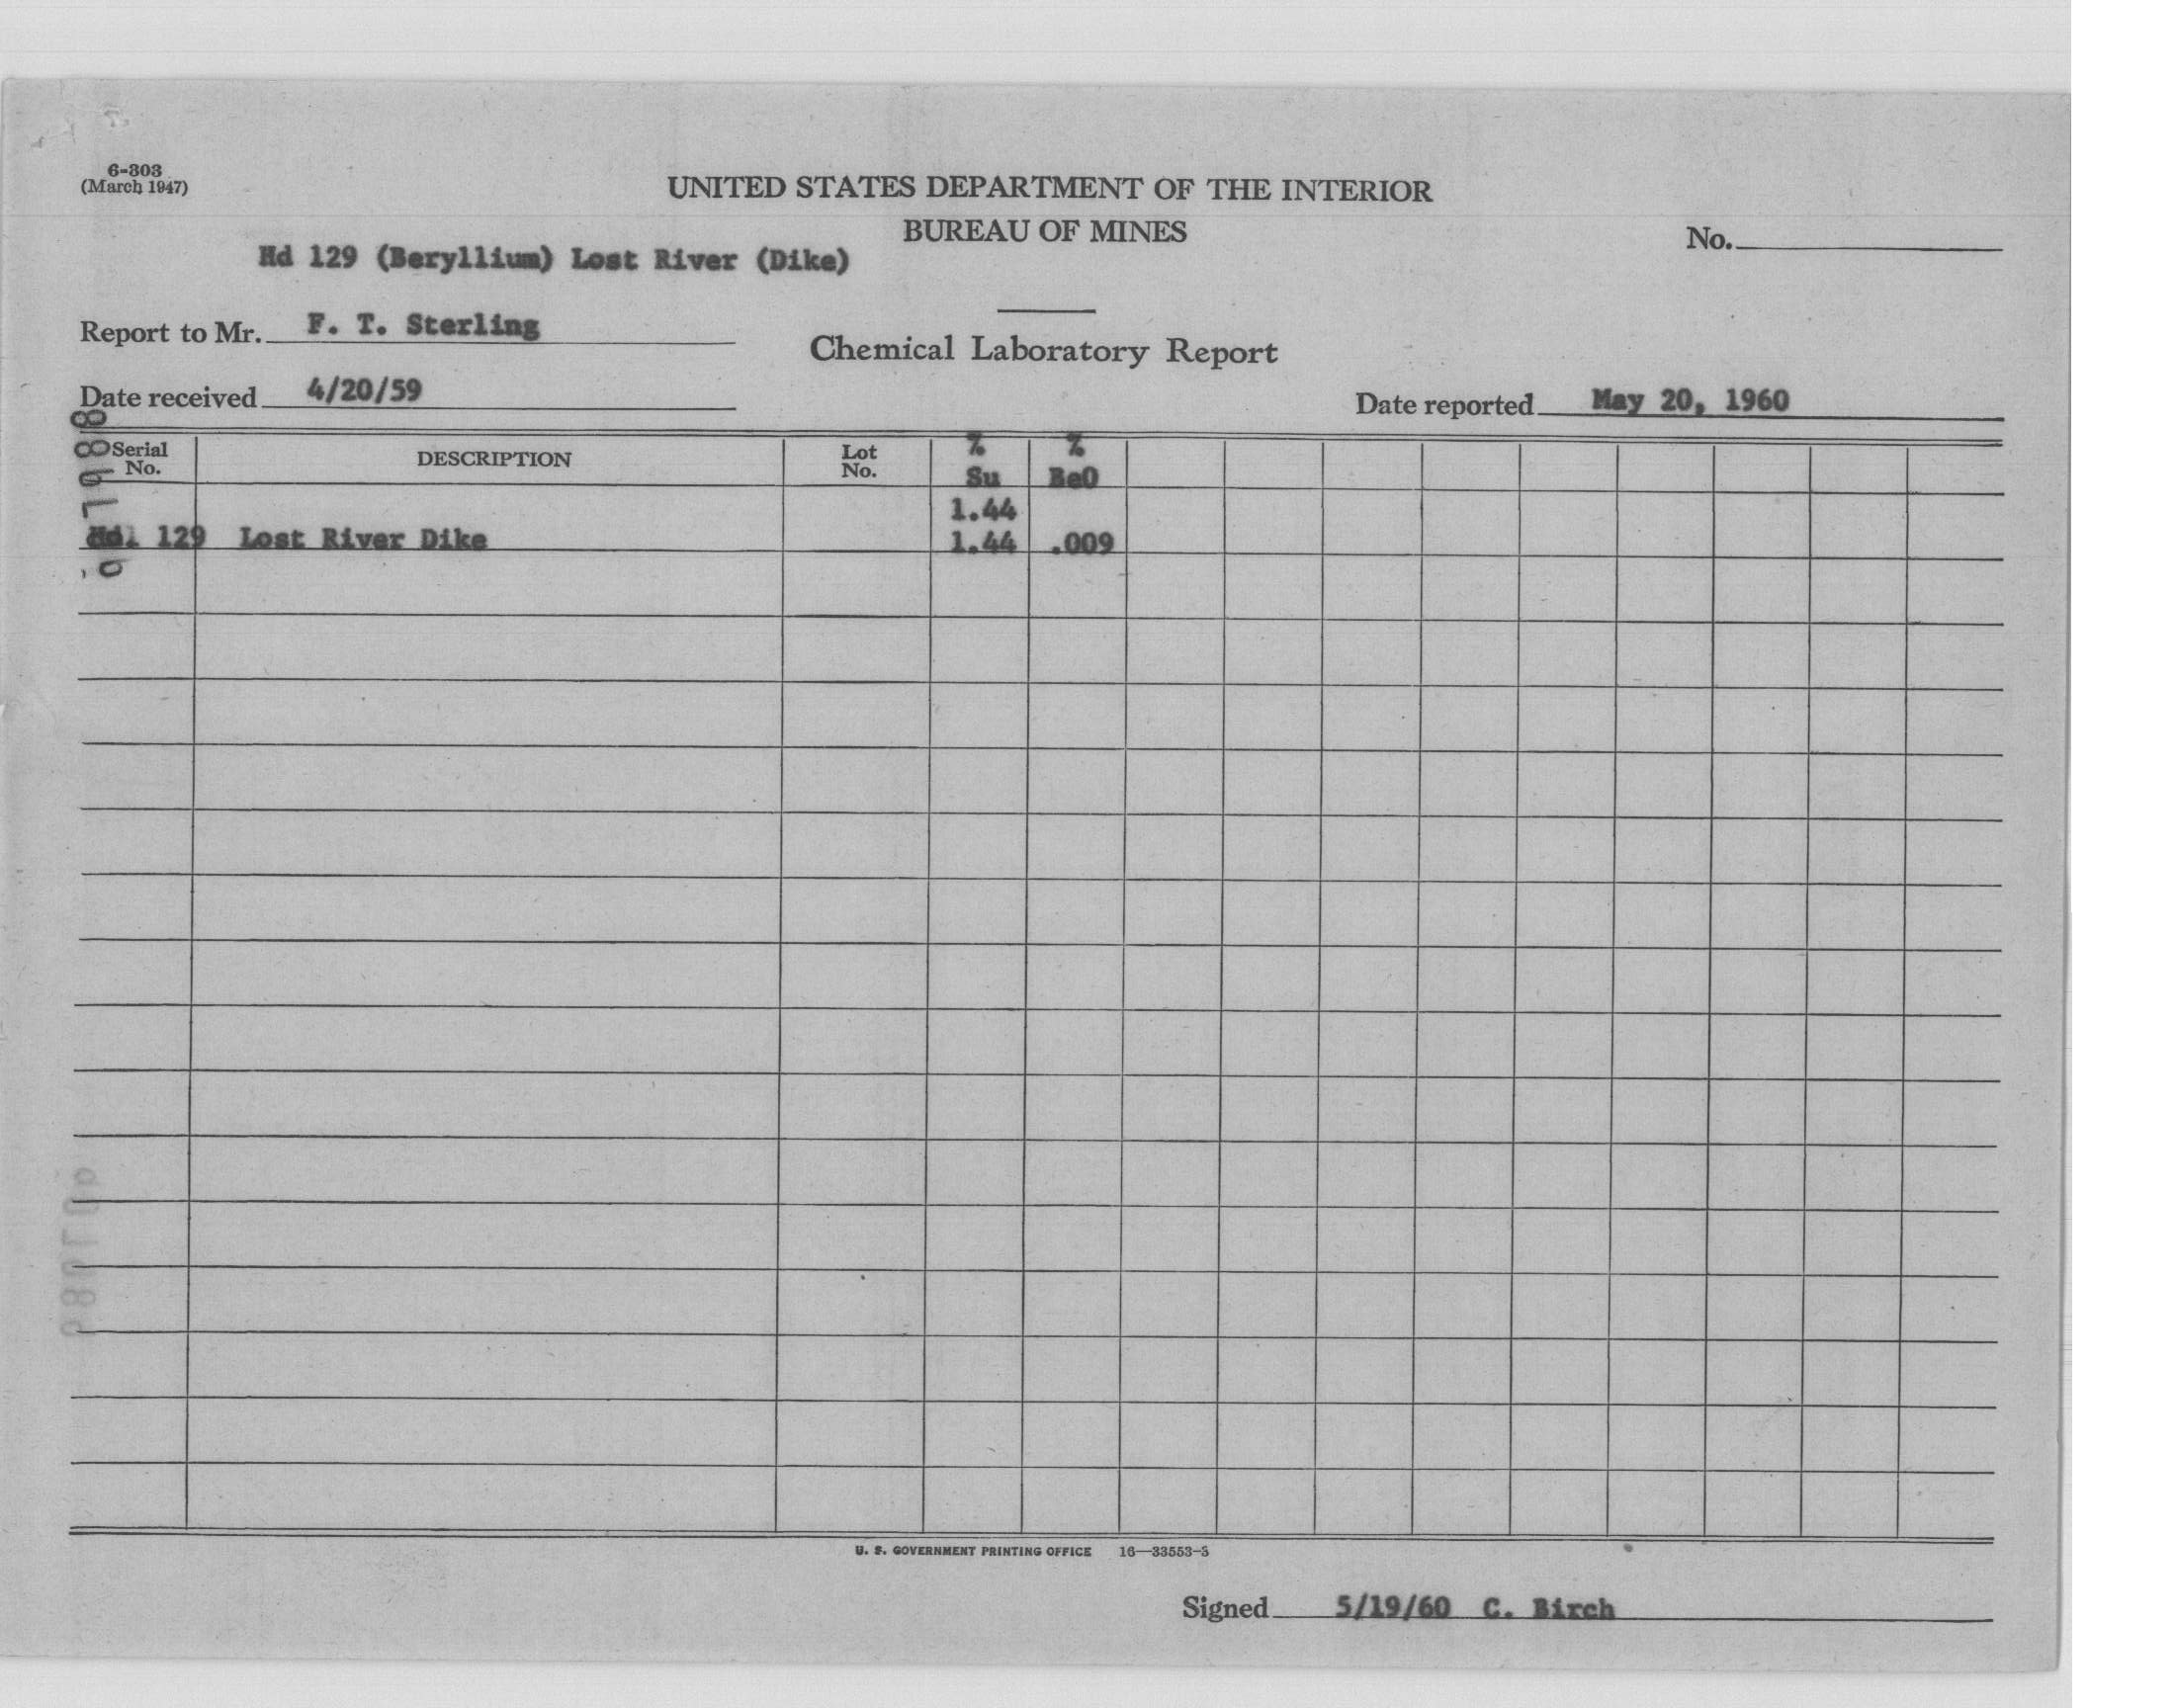 6-303
(March 1947)
UNITED STATES DEPARTMENT OF THE INTERIOR
BUREAU OF MINES
No.
Md 129 (Beryllium) Lost River (Dike)
Report to Mr. F. T. Sterling
Chemical Laboratory Report
Date received 4/20/59
Date reported May 20, 1960
Serial No. DESCRIPTION Lot No. % Su % BeO
1.44
129 Lost River Dike 1.44 .009
U. S. GOVERNMENT PRINTING OFFICE 16—33553-3
Signed 5/19/60 C. Birch